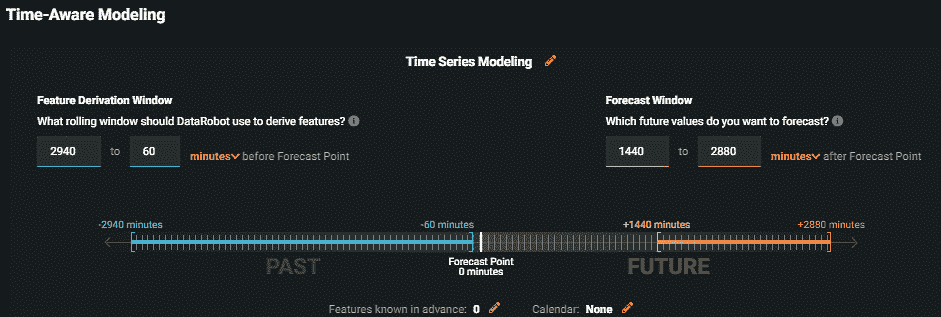 Time-Aware Modeling
Time Series Modeling
Feature Derivation Window
What rolling window should DataRobot use to derive features?
2940 to 60 minutes before Forecast Point
Forecast Window
Which future values do you want to forecast?
1440 to 2880 minutes after Forecast Point
-2940 minutes -60 minutes +1440 minutes +2880 minutes
Forecast Point
0 minutes
PAST FUTURE
Features known in advance: 0 Calendar: None